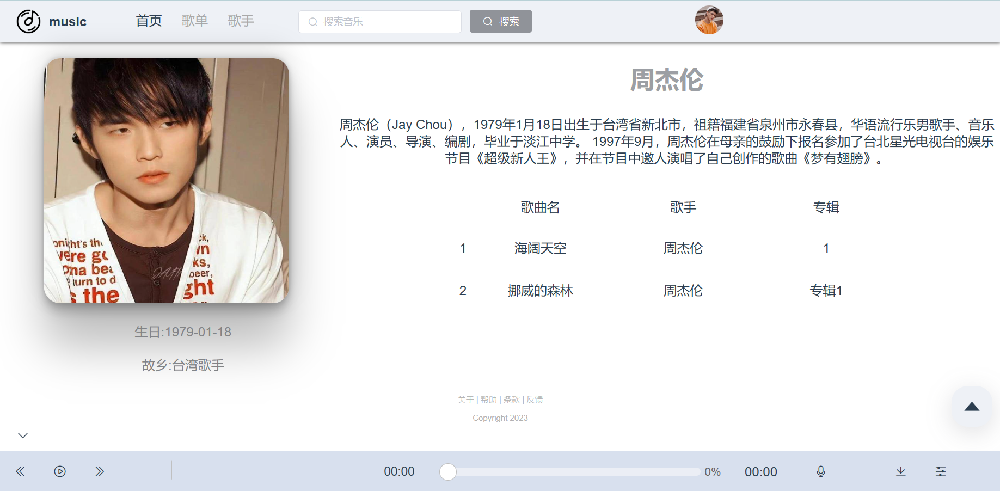 music 首页 歌单 歌手 搜索音乐 搜索
周杰伦
周杰伦（Jay Chou），1979年1月18日出生于台湾省新北市，祖籍福建省泉州市永春县，华语流行乐男歌手、音乐
人、演员、导演、编剧，毕业于淡江中学。 1997年9月，周杰伦在母亲的鼓励下报名参加了台北星光电视台的娱乐
节目《超级新人王》，并在节目中邀人演唱了自己创作的歌曲《梦有翅膀》。
歌曲名 歌手 专辑
1 海阔天空 周杰伦 1
2 挪威的森林 周杰伦 专辑1
生日:1979-01-18
故乡:台湾歌手
关于 | 帮助 | 条款 | 反馈
Copyright 2023
00:00 0% 00:00